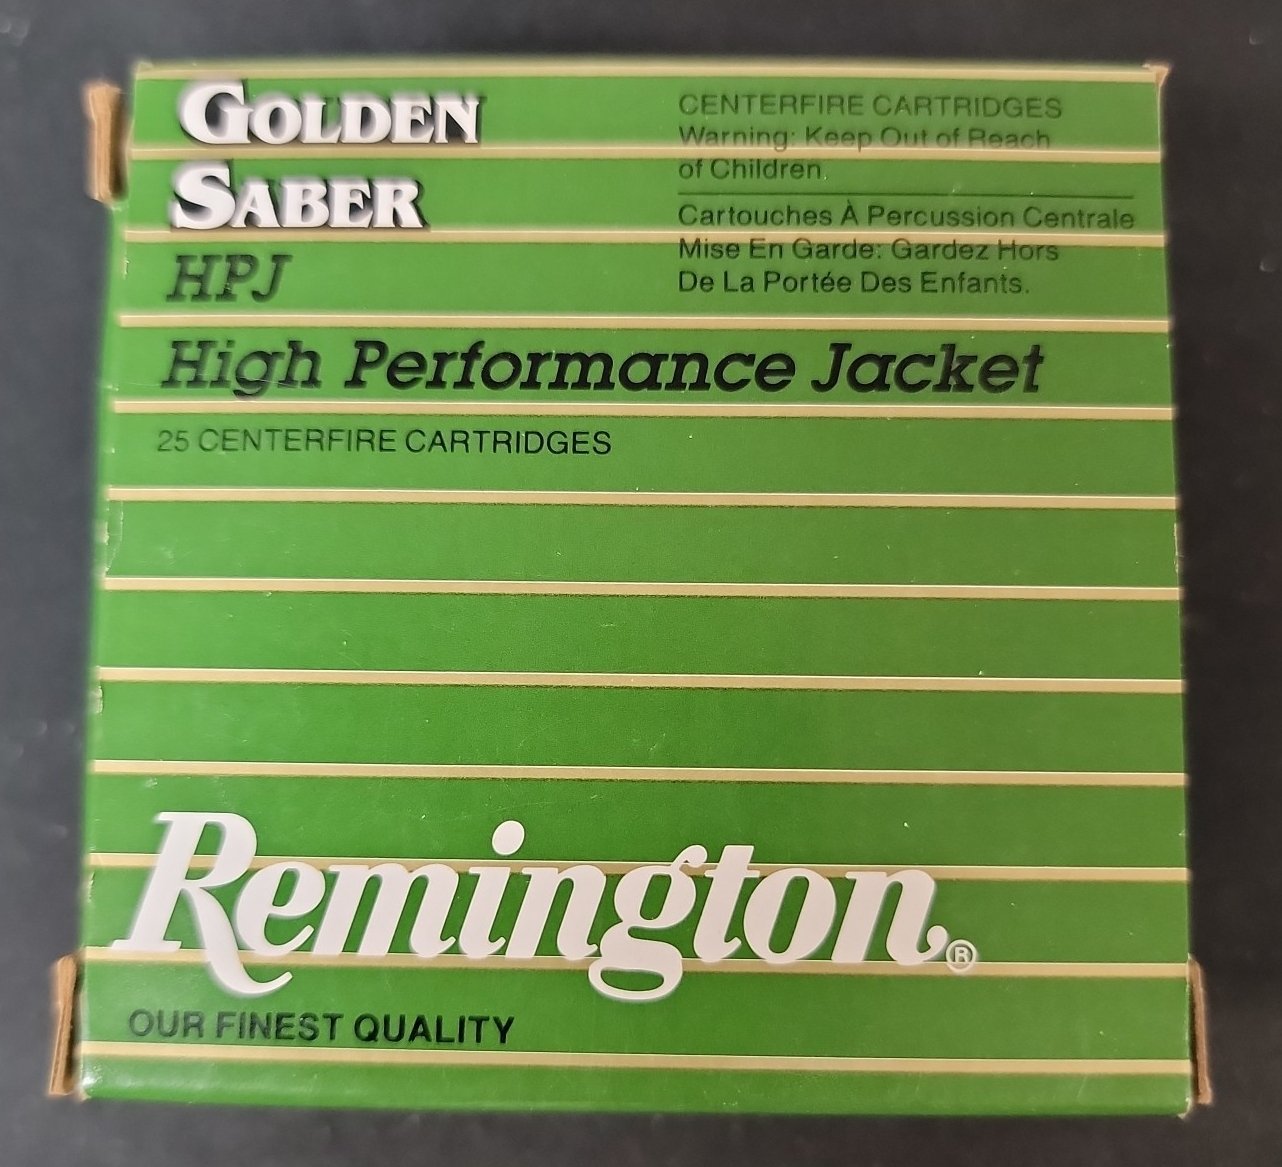 GOLDEN
SABER
HPJ
High Performance Jacket
25 CENTERFIRE CARTRIDGES
CENTERFIRE CARTRIDGES
Warning: Keep Out of Reach
of Children.
Cartouches À Percussion Centrale
Mise En Garde: Gardez Hors
De La Portée Des Enfants.
Remington®
OUR FINEST QUALITY